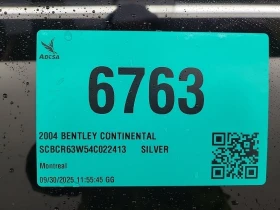 Adesa
6763
2004 BENTLEY CONTINENTAL
SCBCR63W54C022413 SILVER
Montreal
09/30/2025 11:55:45 GG